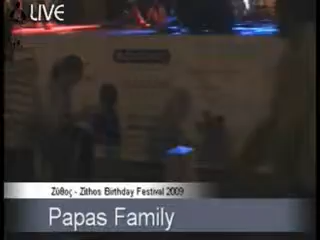 LIVE
Ζύθος - Zithos Birthday Festival 2009
Papas Family